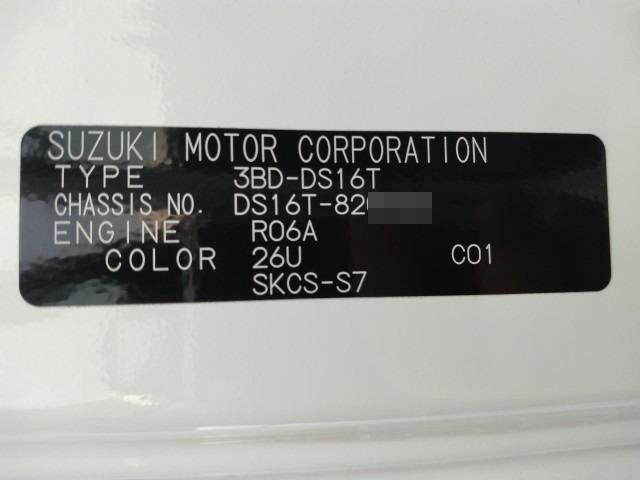 SUZUKI MOTOR CORPORATION
TYPE 3BD-DS16T
CHASSIS NO. DS16T-82
ENGINE R06A
COLOR 26U C01
SKCS-S7